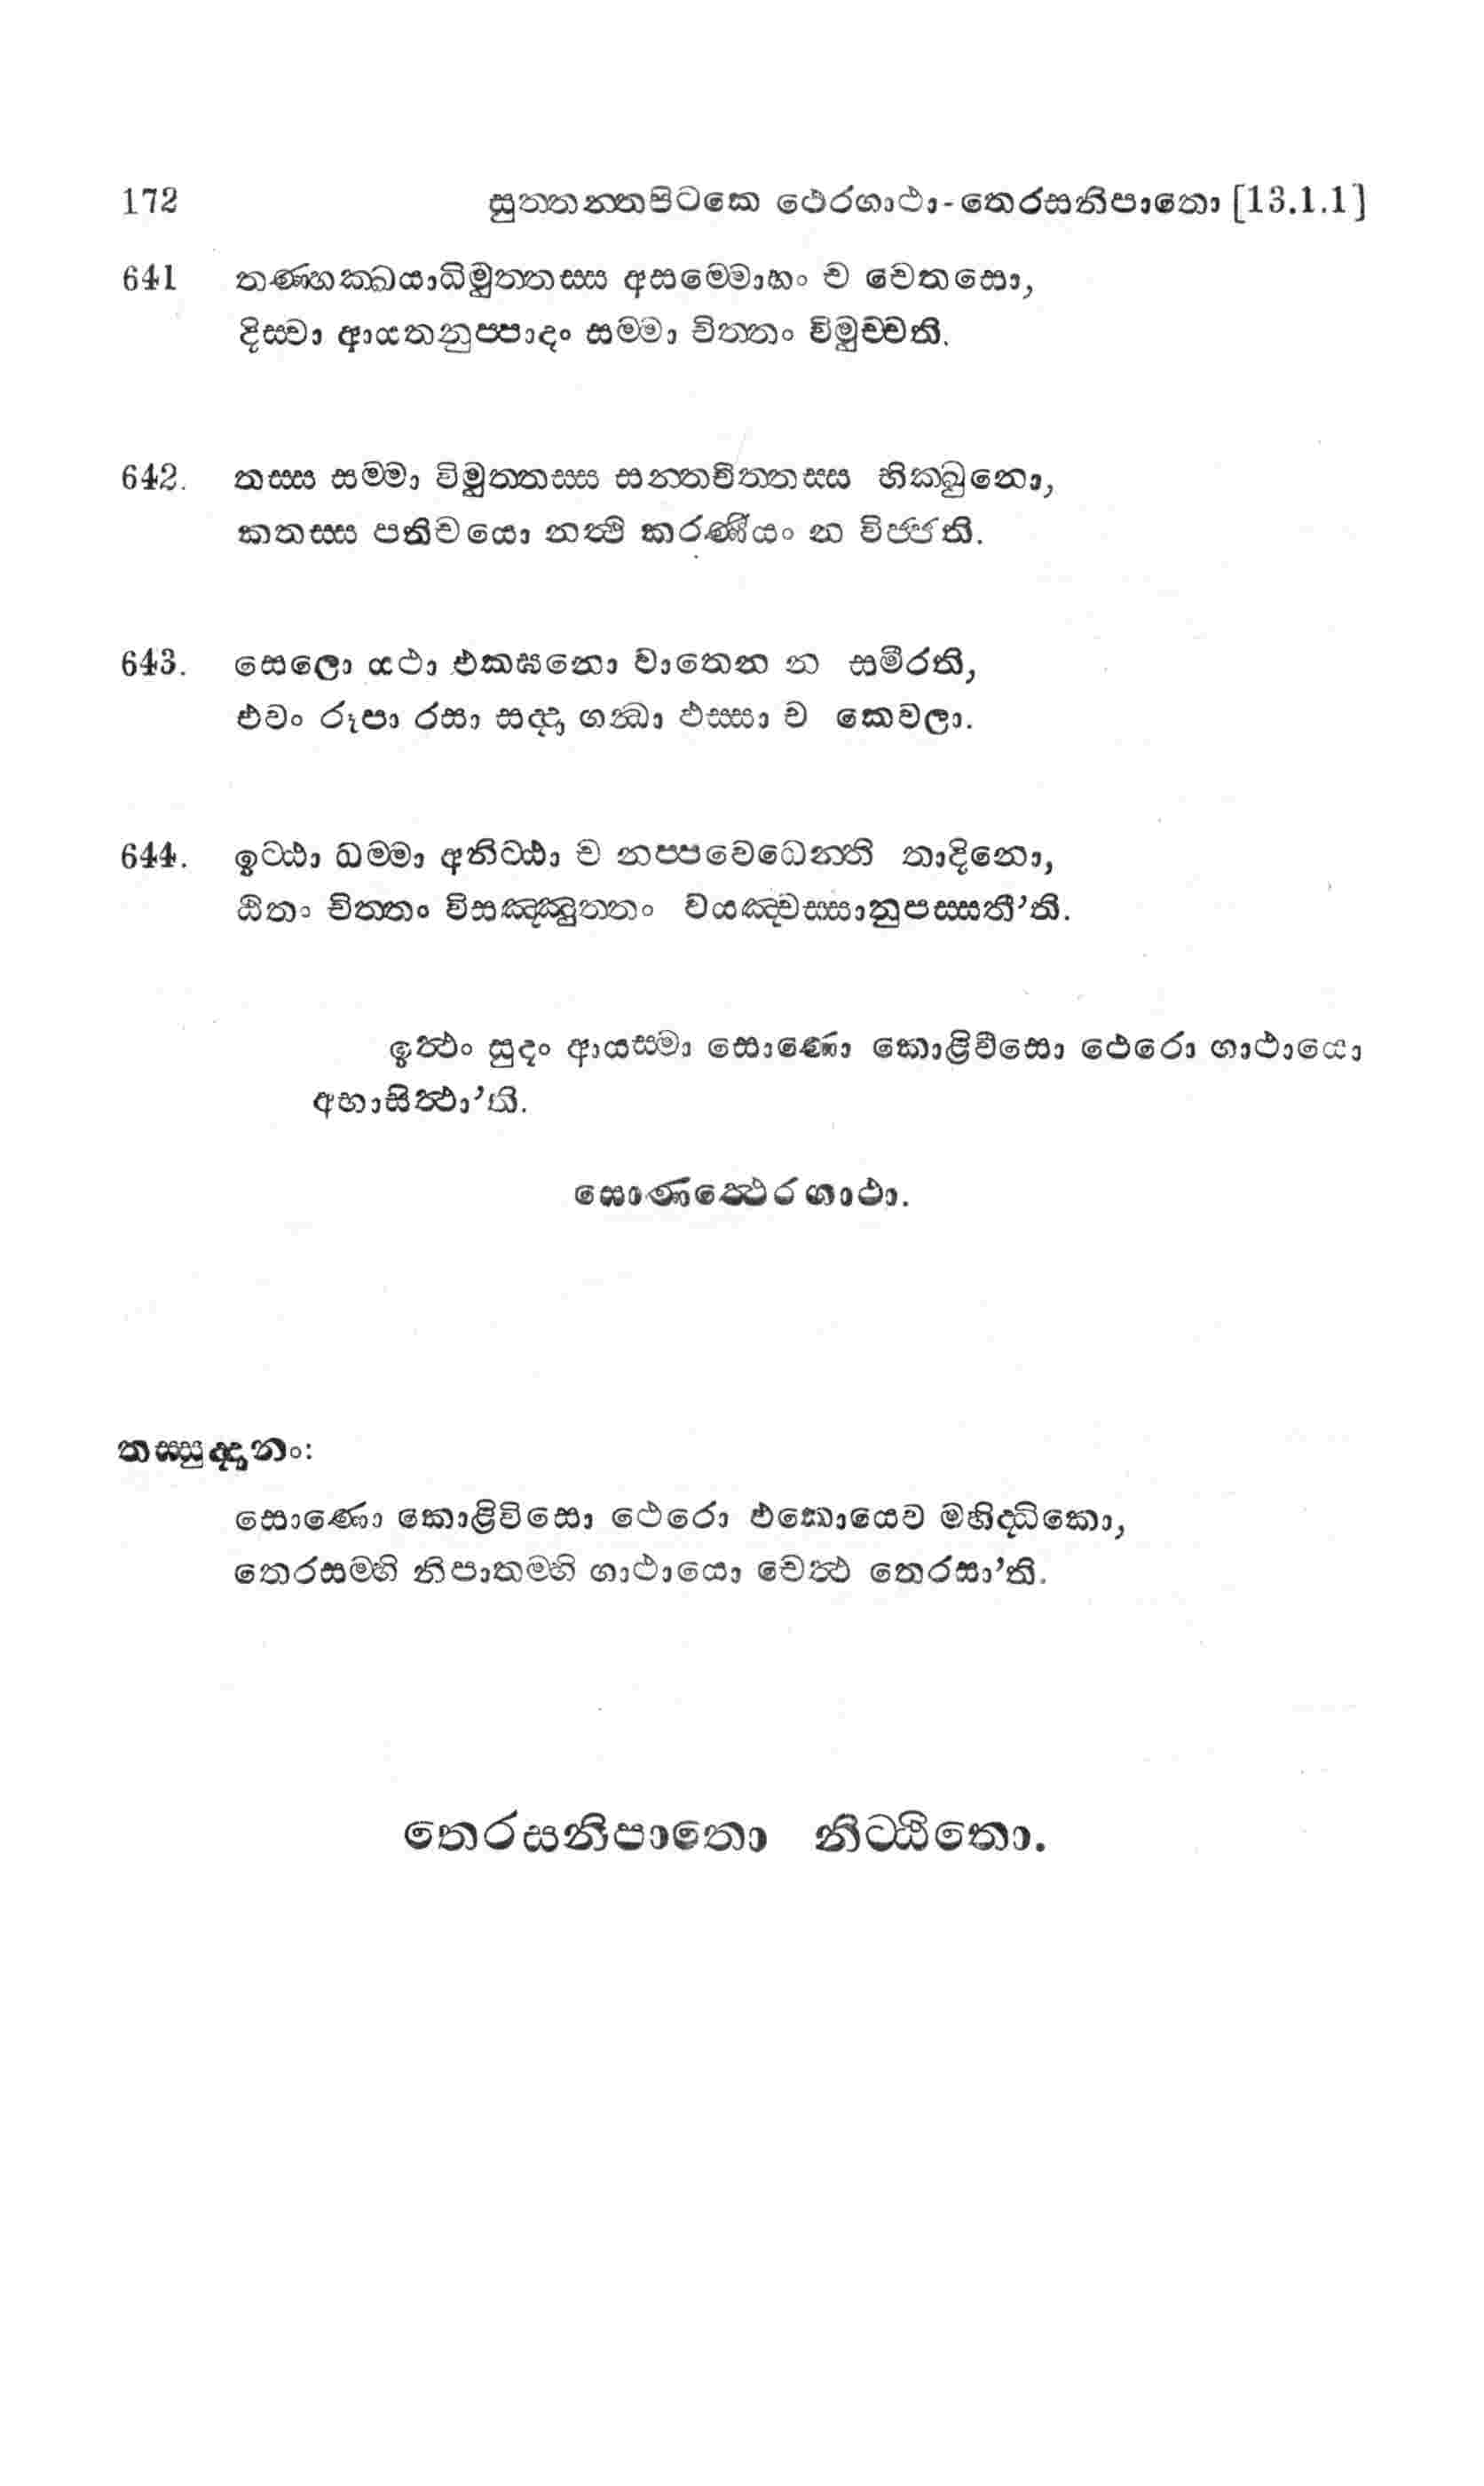 172 සුත්තන්තපිටකෙ ථෙරගාථා-තෙරසනිපාතො [13.1.1]
641 තණ්හක්ඛයාධිමුත්තස්ස අසම්මොහං ච චෙතසො,
දිස්වා ආයතනුප්පාදං සම්මා චිත්තං විමුච්චති.
642. තස්ස සම්මා විමුත්තස්ස සන්තචිත්තස්ස භික්ඛුනො,
කතස්ස පතිචයො නත්ථි කරණීයං න විජ්ජති.
643. සෙලො යථා එකඝනො වාතෙන න සමීරති,
එවං රූපා රසා සද්දා ගන්ධා ඵස්සා ච කෙවලා.
644. ඉට්ඨා ධම්මා අනිට්ඨා ච නප්පවෙධෙන්ති තාදිනො,
ඨිතං චිත්තං විසඤ්ඤුත්තං වයඤ්චස්සානුපස්සතී’ති.
ඉත්ථං සුදං ආයස්මා සොණො කොළිවීසො ථෙරො ගාථායො
අභාසිත්ථා’ති.
සොණත්ථෙරගාථා.
තස්සුද්දානං:
සොණො කොළිවිසො ථෙරො එකොයෙව මහිද්ධිකො,
තෙරසම්හි නිපාතම්හි ගාථායො චෙත්ථ තෙරසා’ති.
තෙරසනිපාතො නිට්ඨිතො.